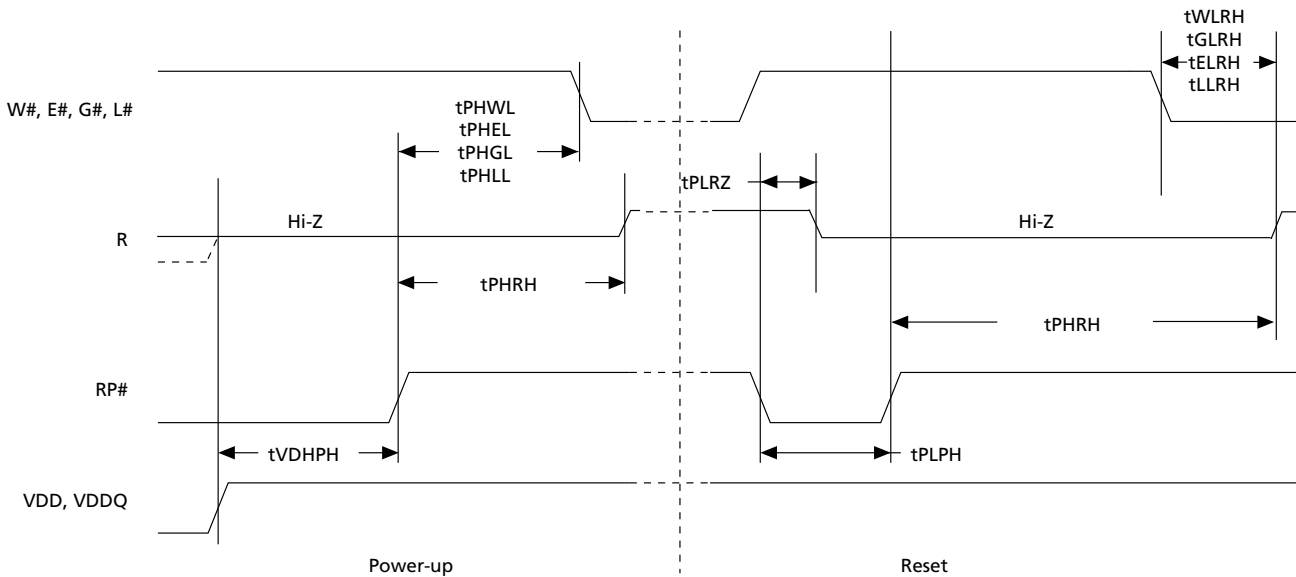 tWLRH
tGLRH
tELRH
tLLRH
W#, E#, G#, L#
tPHWL
tPHEL
tPHGL
tPHLL
tPLRZ
R
Hi-Z
Hi-Z
tPHRH
tPHRH
RP#
tVDHPH
tPLPH
VDD, VDDQ
Power-up
Reset